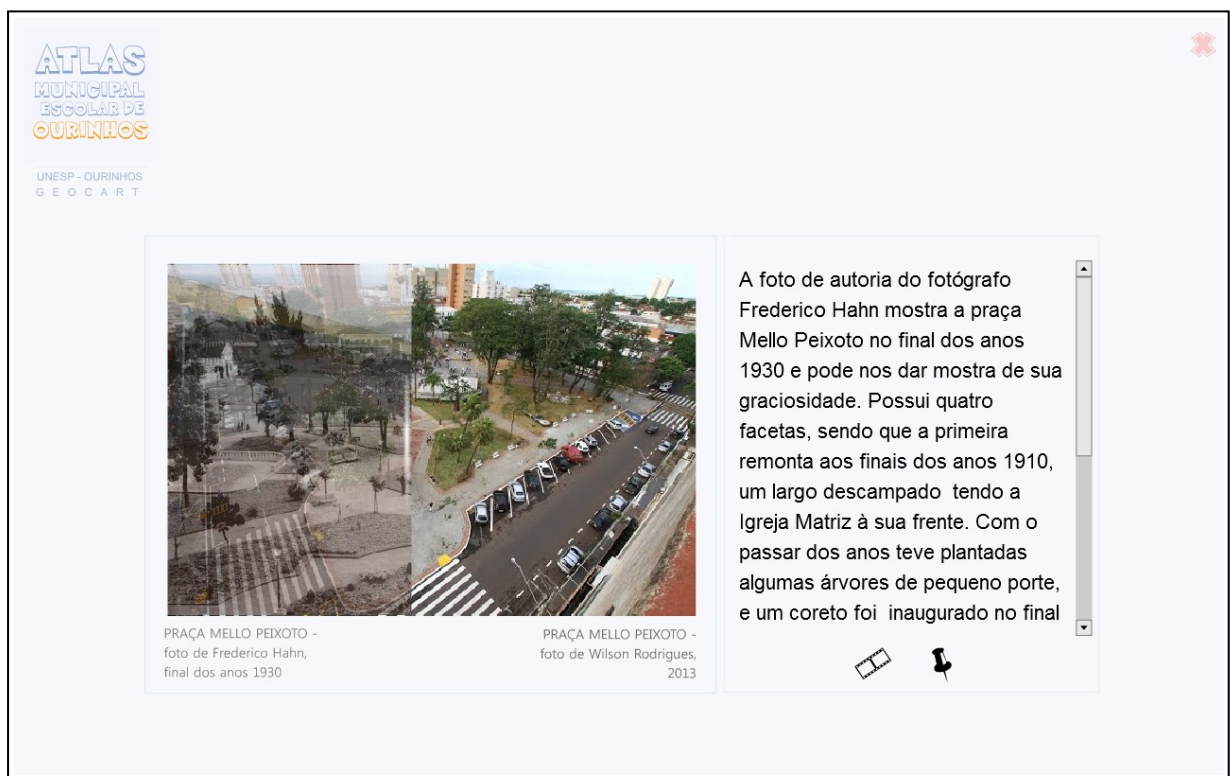 ATLAS
MUNICIPAL
ESCOLAR DE
OURINHOS
UNESP - OURINHOS
GEOCART
PRAÇA MELLO PEIXOTO -
foto de Frederico Hahn,
final dos anos 1930
PRAÇA MELLO PEIXOTO -
foto de Wilson Rodrigues,
2013
A foto de autoria do fotógrafo
Frederico Hahn mostra a praça
Mello Peixoto no final dos anos
1930 e pode nos dar mostra de sua
graciosidade. Possui quatro
facetas, sendo que a primeira
remonta aos finais dos anos 1910,
um largo descampado  tendo a
Igreja Matriz à sua frente. Com o
passar dos anos teve plantadas
algumas árvores de pequeno porte,
e um coreto foi  inaugurado no final